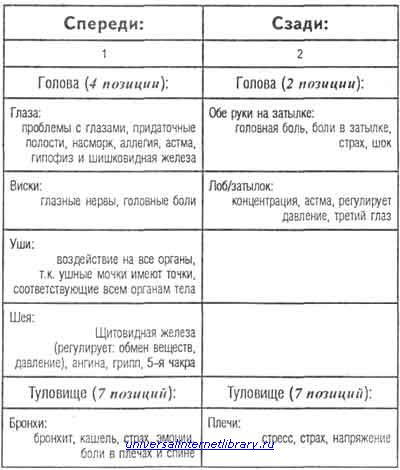 Спереди:
Сзади:
1
2
Голова (4 позиции):
Голова (2 позиции):
Глаза:
проблемы с глазами, придаточные
полости, насморк, аллегия, астма,
гипофиз и шишковидная железа
Обе руки на затылке:
головная боль, боли в затылке,
страх, шок
Виски:
глазные нервы, головные боли
Лоб/затылок:
концентрация, астма, регулирует
давление, третий глаз
Уши:
воздействие на все органы,
т.к. ушные мочки имеют точки,
соответствующие всем органам тела
Шея:
Щитовидная железа
(регулирует: обмен веществ,
давление), ангина, грипп, 5-я чакра
Туловище (7 позиций):
Туловище (7 позиций):
Бронхи:
бронхит, кашель, страх, эмоции,
боли в плечах и спине
Плечи:
стресс, страх, напряжение
universalinternetlibrary.ru